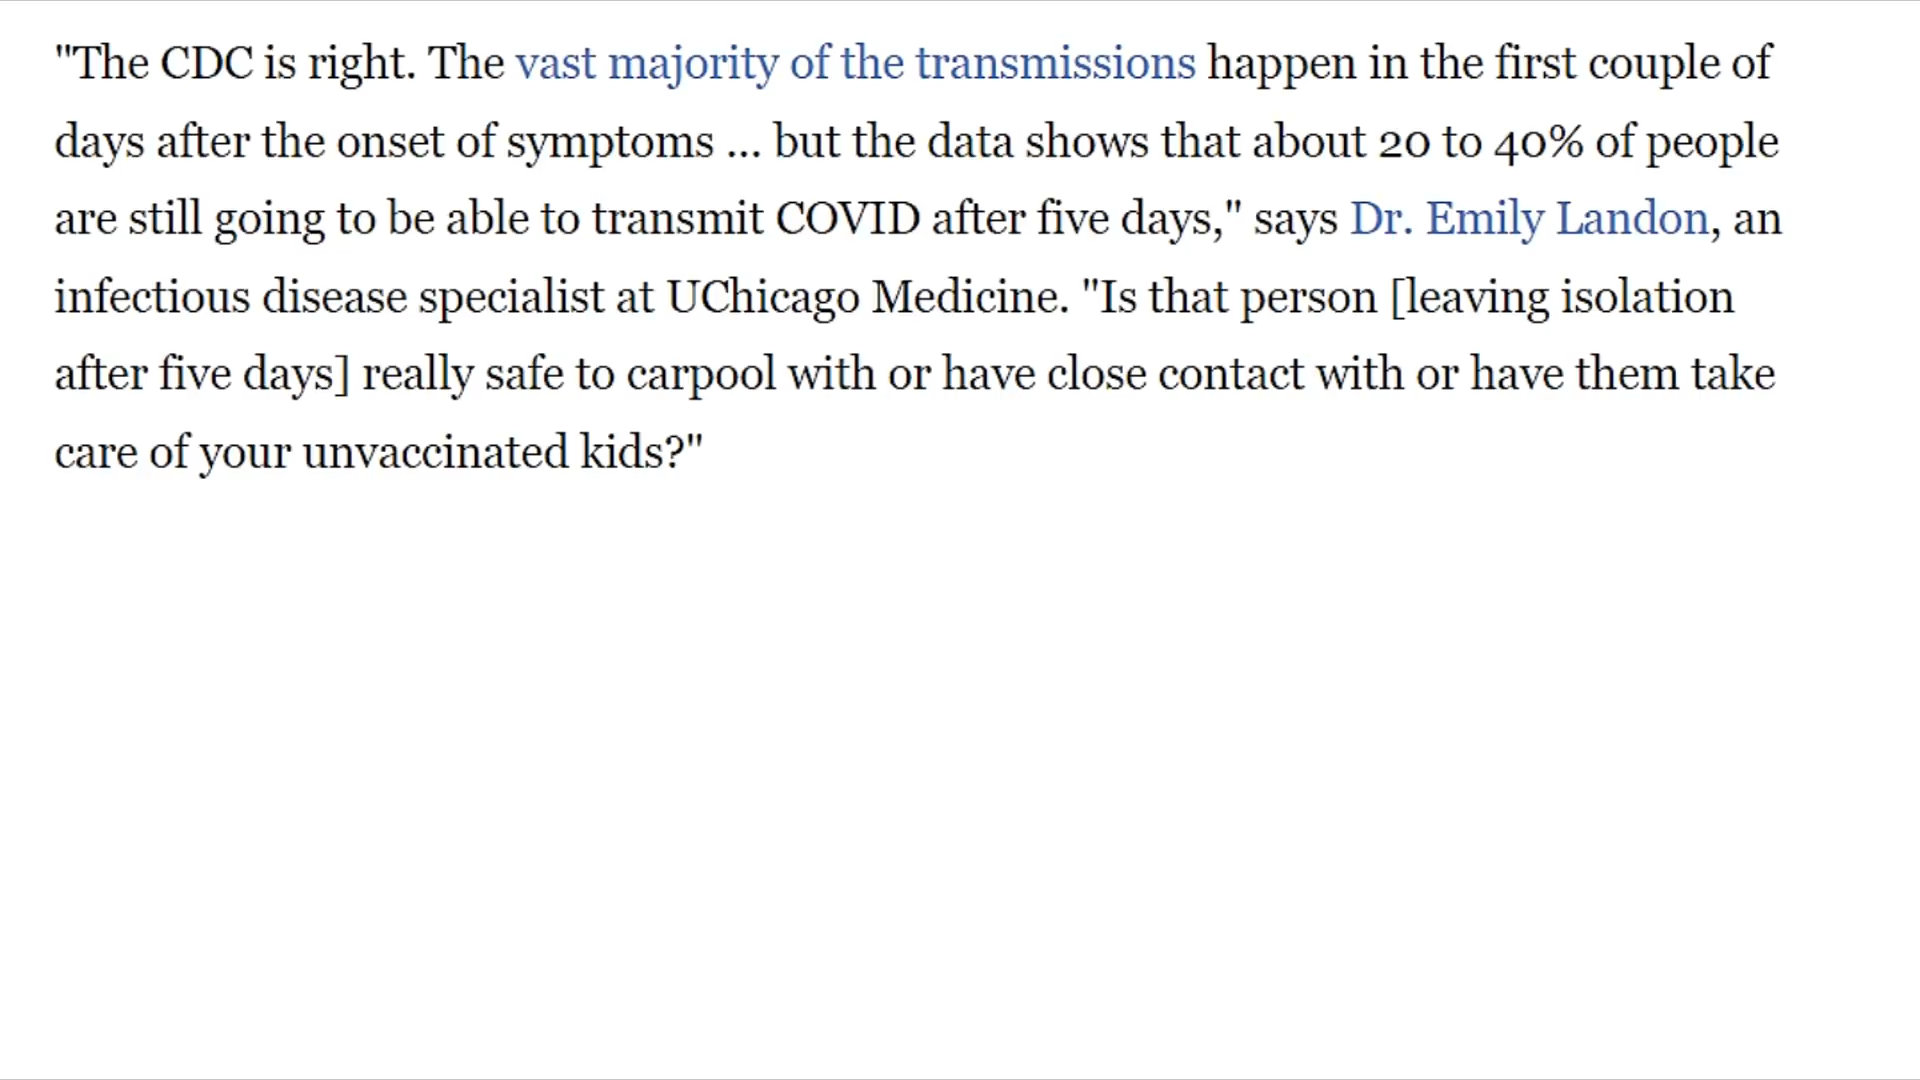 "The CDC is right. The vast majority of the transmissions happen in the first couple of
days after the onset of symptoms ... but the data shows that about 20 to 40% of people
are still going to be able to transmit COVID after five days," says Dr. Emily Landon, an
infectious disease specialist at UChicago Medicine. "Is that person [leaving isolation
after five days] really safe to carpool with or have close contact with or have them take
care of your unvaccinated kids?"